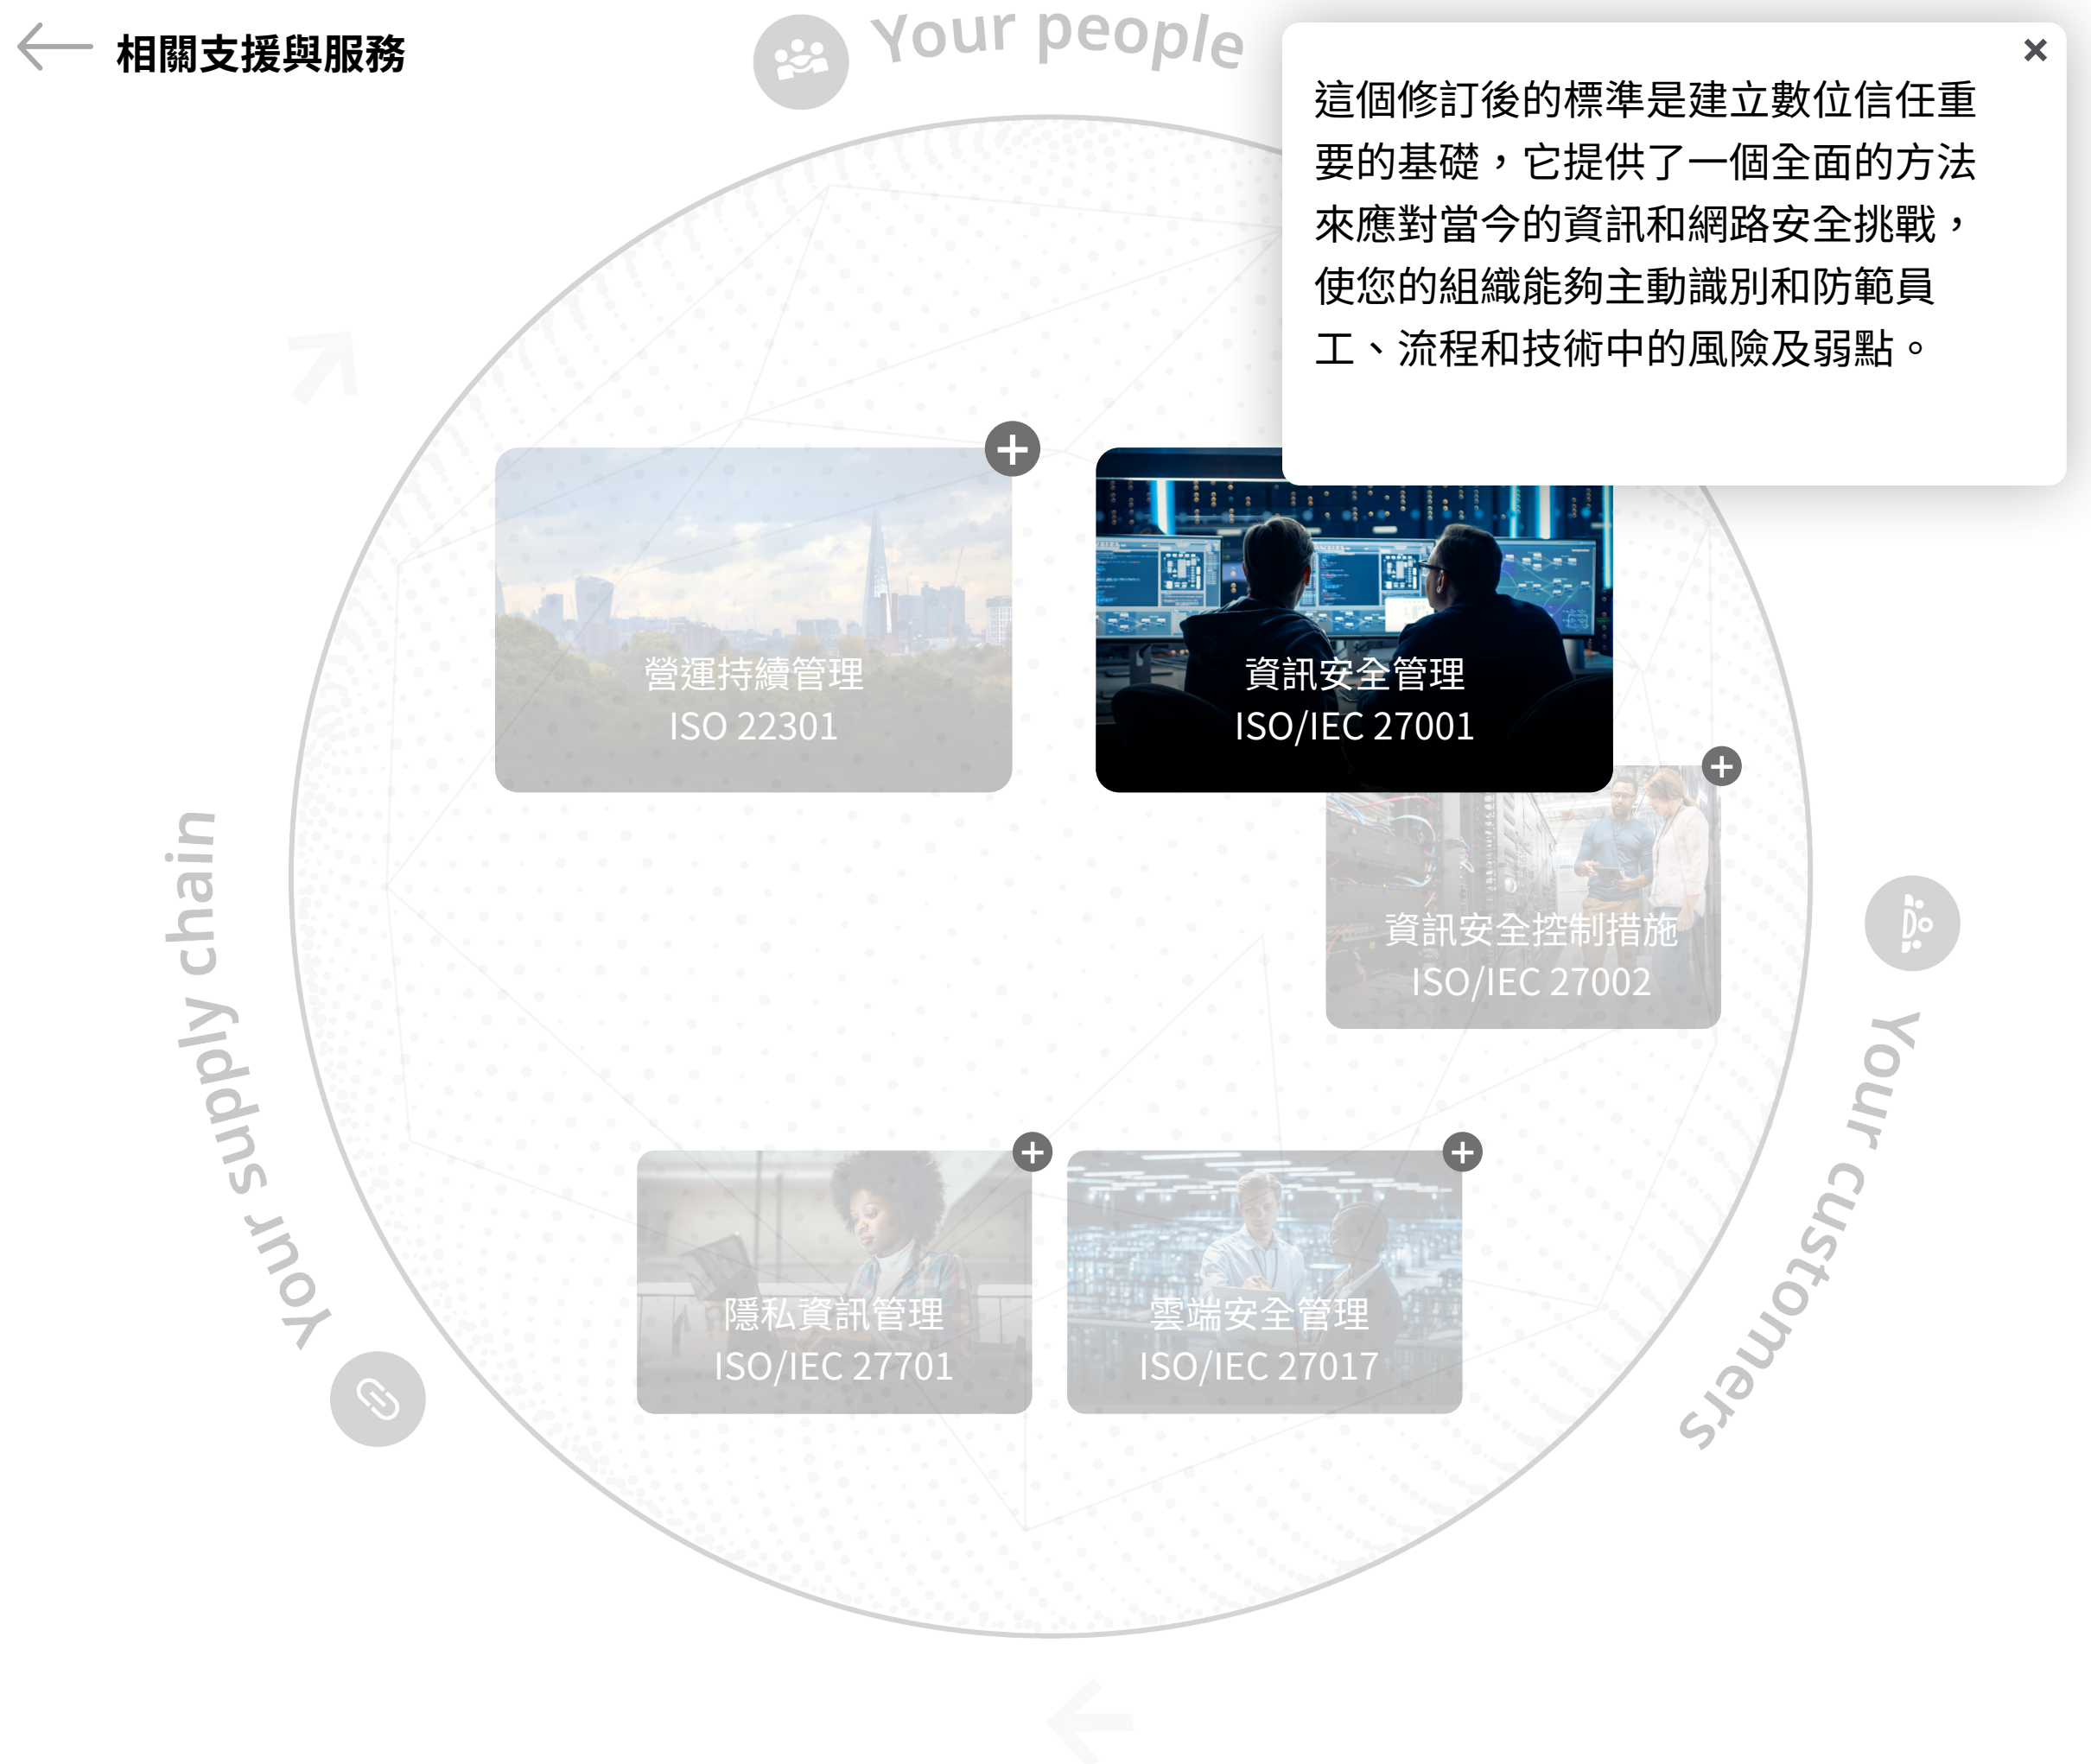 相關支援與服務
Your people
這個修訂後的標準是建立數位信任重
要的基礎，它提供了一個全面的方法
來應對當今的資訊和網路安全挑戰，
使您的組織能夠主動識別和防範員
工、流程和技術中的風險及弱點。
營運持續管理
ISO 22301
資訊安全管理
ISO/IEC 27001
資訊安全控制措施
ISO/IEC 27002
Your supply chain
Your customers
隱私資訊管理
ISO/IEC 27701
雲端安全管理
ISO/IEC 27017